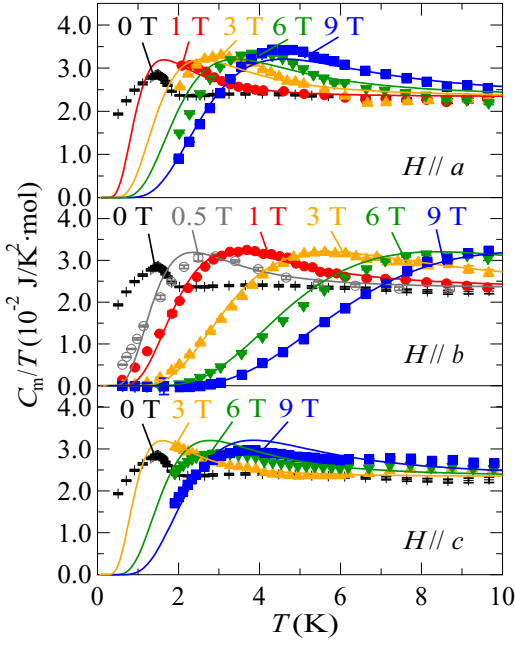 0 T 1 T 3 T 6 T 9 T
4.0
3.0
2.0
1.0
0.0
H // a
0 T 0.5 T 1 T 3 T 6 T 9 T
4.0
3.0
2.0
1.0
0.0
H // b
0 T 3 T 6 T 9 T
4.0
3.0
2.0
1.0
0.0
H // c
0 2 4 6 8 10
T (K)
C_m/T (10^-2 J/K^2·mol)